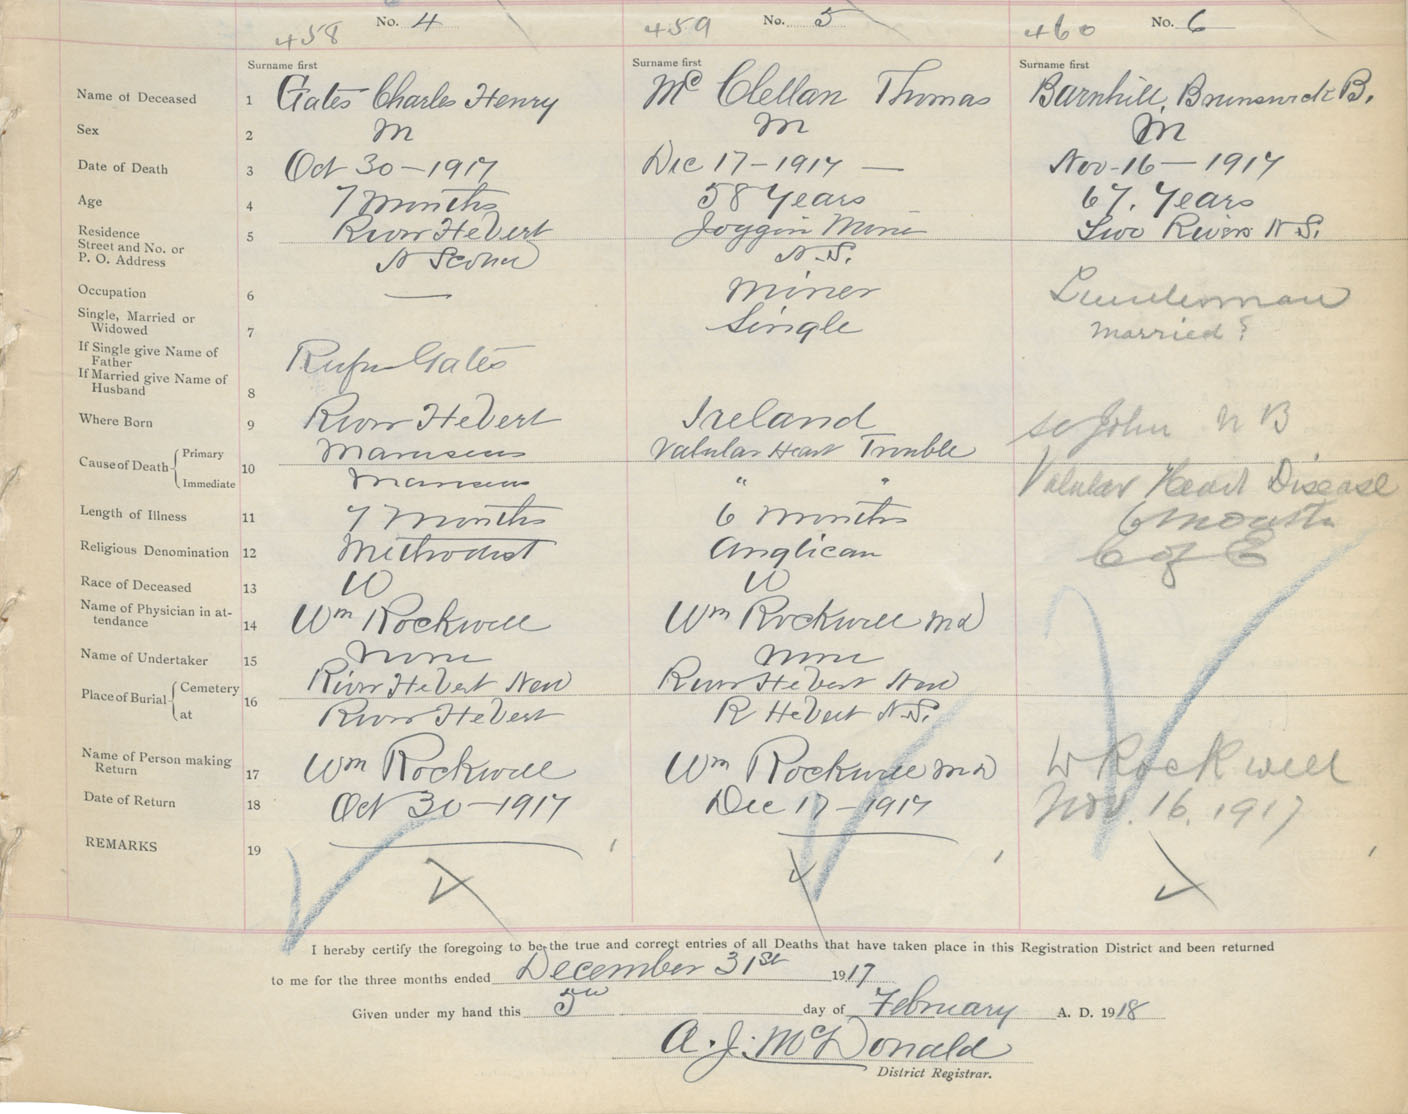 458 No. 4 459 No. 5 460 No. 6
Surname first Surname first Surname first
Name of Deceased 1 Gates Charles Henry Mc Clellan Thomas Barnhill, Brunswick B.
Sex 2 M M M
Date of Death 3 Oct 30-1917 Dec 17-1917 — Nov-16-1917
Age 4 7 Months 58 Years 67. Years
Residence
Street and No. or
P. O. Address 5 River Hebert Joggin Mine Two Rivers N S.
N Scotia N.S.
Occupation 6 — Miner Lumberman
Single, Married or
Widowed 7 Single Married?
If Single give Name of
Father Rufus Gates
If Married give Name of
Husband 8
Where Born 9 River Hebert Ireland St John N B
Cause of Death 10
Primary Marasmus Valvular Heart Trouble
Immediate Marasmus " " Valvular Heart Disease
Length of Illness 11 7 Months 6 months 6 month
Religious Denomination 12 Methodist Anglican C of E
Race of Deceased 13 W W
Name of Physician in at-
tendance 14 Wm Rockwell Wm Rockwell Md
Name of Undertaker 15 None None
Place of Burial 16
Cemetery River Hebert New River Hebert New
at River Hebert R Hebert N.S.
Name of Person making
Return 17 Wm Rockwell Wm Rockwell Md W Rockwell
Date of Return 18 Oct 30-1917 Dec 17-1917 Nov. 16. 1917
REMARKS 19
I hereby certify the foregoing to be the true and correct entries of all Deaths that have taken place in this Registration District and been returned
to me for the three months ended December 31st 1917
Given under my hand this day of February A. D. 1918
A. J. McDonald
District Registrar.